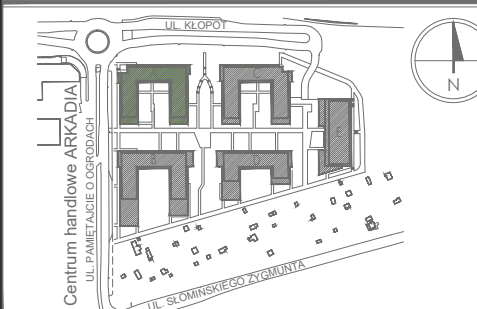 UL. KŁOPOT
N
C
E
B
D
Centrum handlowe ARKADIA
UL. PAMIĘTAJCIE O OGRODACH
UL. SŁOMIŃSKIEGO ZYGMUNTA